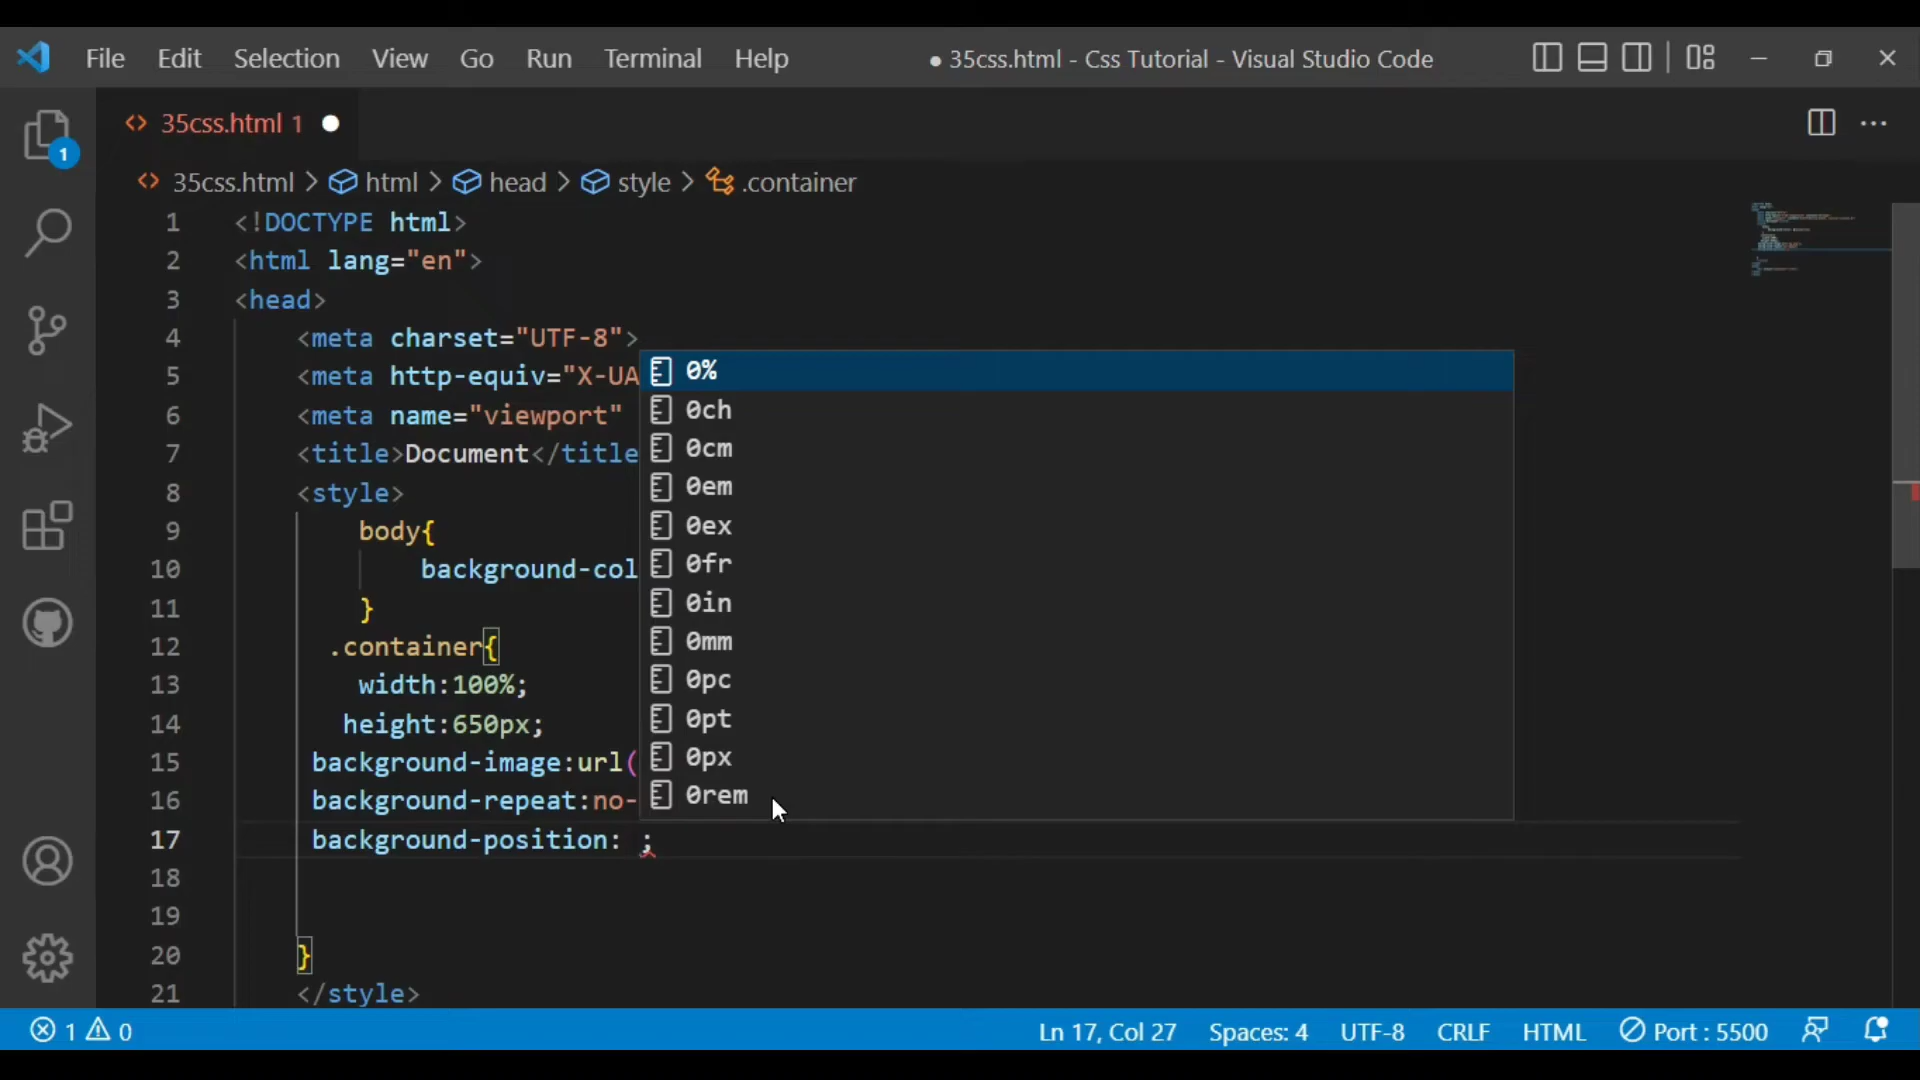 File Edit Selection View Go Run Terminal Help
● 35css.html - Css Tutorial - Visual Studio Code
1
<> 35css.html 1 ●
<> 35css.html > html > head > style > .container
1 <!DOCTYPE html>
2 <html lang="en">
3 <head>
4 <meta charset="UTF-8">
5 <meta http-equiv="X-UA
6 <meta name="viewport"
7 <title>Document</title
8 <style>
9 body{
10 background-col
11 }
12 .container{
13 width:100%;
14 height:650px;
15 background-image:url(
16 background-repeat:no-
17 background-position: ;
18
19
20 }
21 </style>
0%
0ch
0cm
0em
0ex
0fr
0in
0mm
0pc
0pt
0px
0rem
1 0
Ln 17, Col 27 Spaces: 4 UTF-8 CRLF HTML Port : 5500